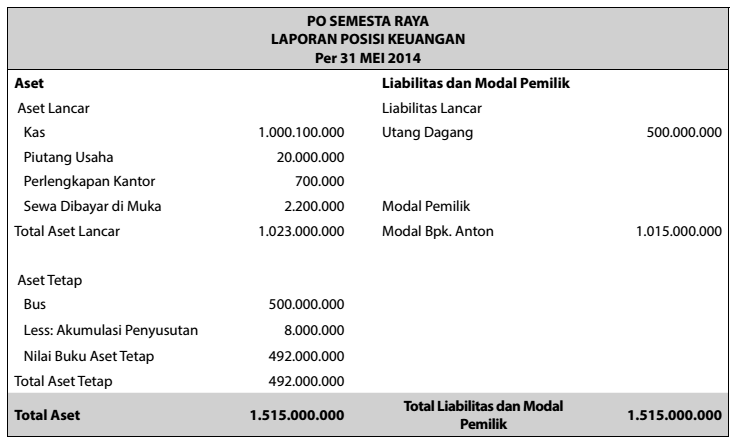 PO SEMESTA RAYA
LAPORAN POSISI KEUANGAN
Per 31 MEI 2014
Aset Liabilitas dan Modal Pemilik
Aset Lancar Liabilitas Lancar
Kas 1.000.100.000 Utang Dagang 500.000.000
Piutang Usaha 20.000.000
Perlengkapan Kantor 700.000
Sewa Dibayar di Muka 2.200.000 Modal Pemilik
Total Aset Lancar 1.023.000.000 Modal Bpk. Anton 1.015.000.000
Aset Tetap
Bus 500.000.000
Less: Akumulasi Penyusutan 8.000.000
Nilai Buku Aset Tetap 492.000.000
Total Aset Tetap 492.000.000
Total Aset 1.515.000.000 Total Liabilitas dan Modal
Pemilik 1.515.000.000